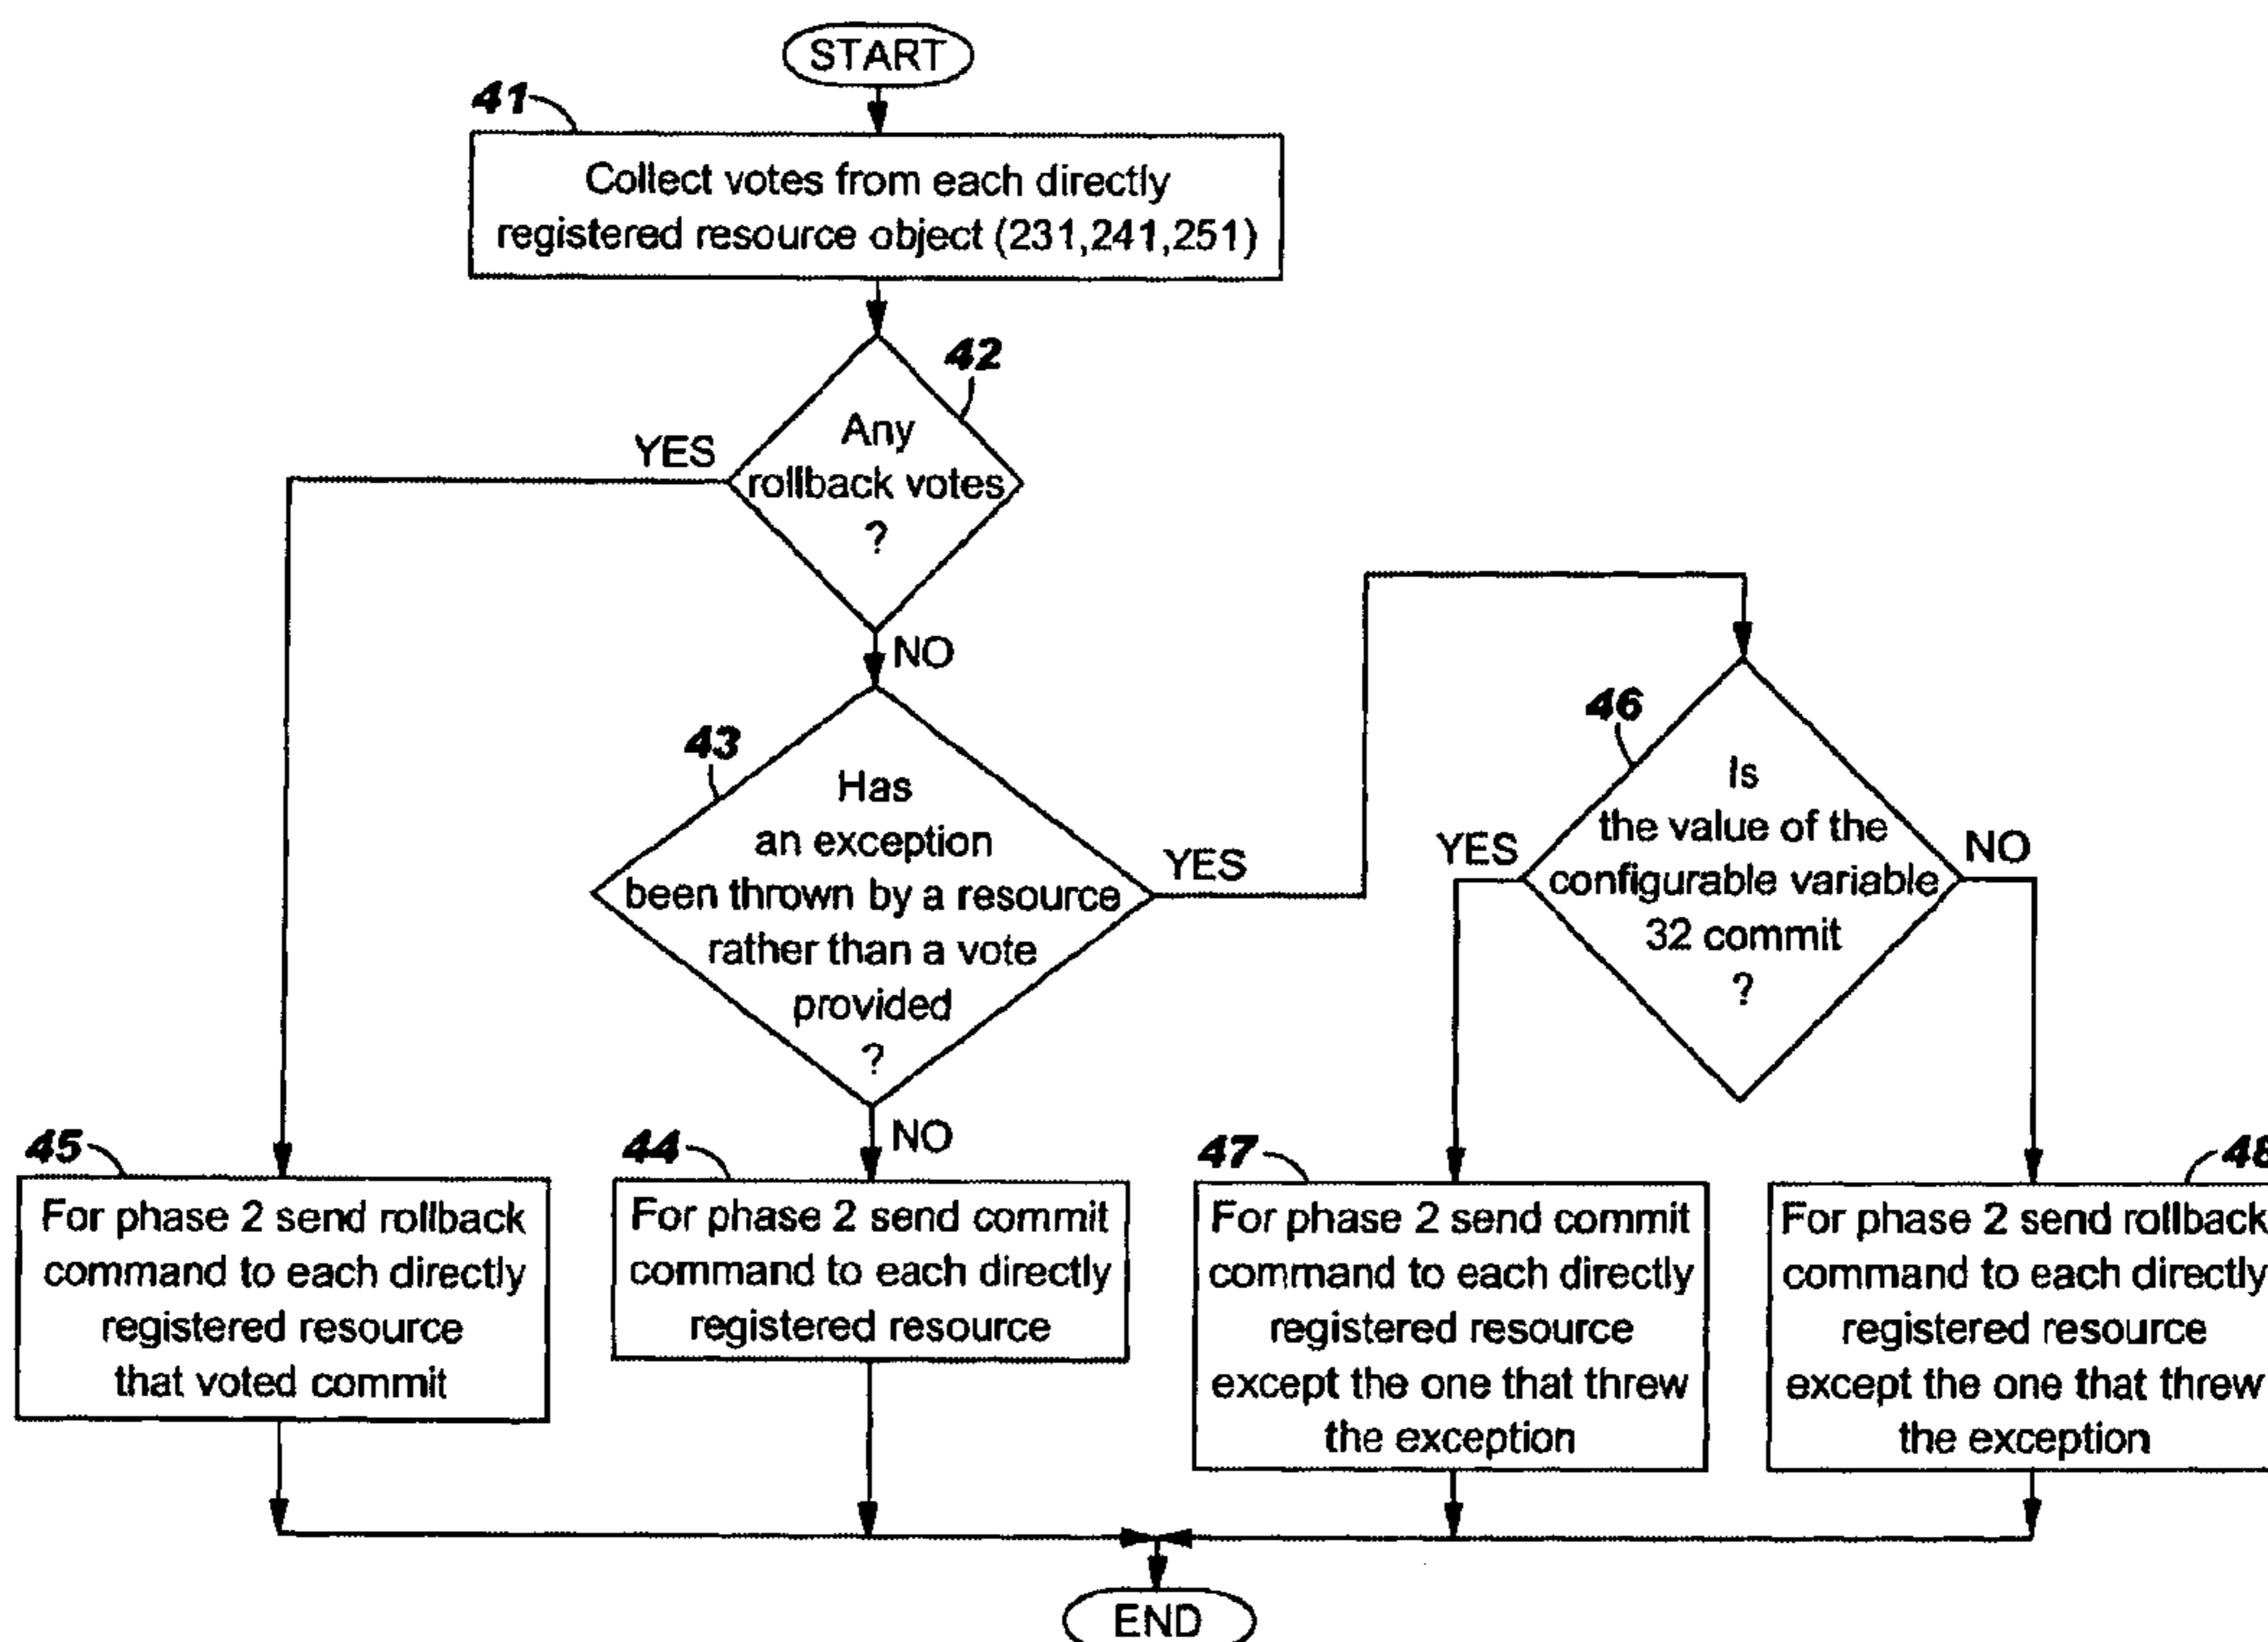 START
41
Collect votes from each directly
registered resource object (231,241,251)
42
Any
rollback votes
?
YES
NO
43
Has
an exception
been thrown by a resource
rather than a vote
provided
?
YES
NO
46
Is
the value of the
configurable variable
32 commit
?
YES
NO
45
For phase 2 send rollback
command to each directly
registered resource
that voted commit
44
For phase 2 send commit
command to each directly
registered resource
47
For phase 2 send commit
command to each directly
registered resource
except the one that threw
the exception
48
For phase 2 send rollback
command to each directly
registered resource
except the one that threw
the exception
END